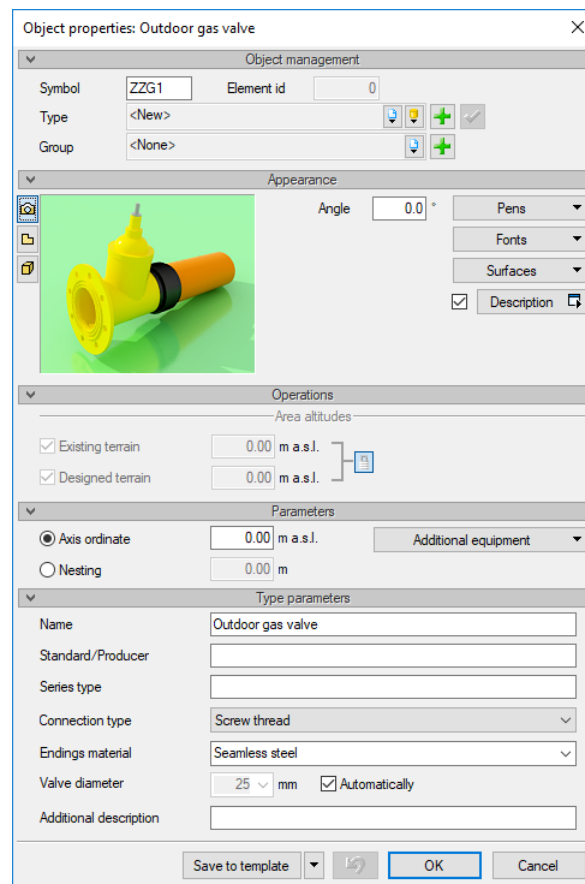 Object properties: Outdoor gas valve
Object management
Symbol ZZG1 Element id 0
Type <New>
Group <None>
Appearance
Angle 0.0 ° Pens
Fonts
Surfaces
Description
Operations
Area altitudes
Existing terrain 0.00 m a.s.l.
Designed terrain 0.00 m a.s.l.
Parameters
Axis ordinate 0.00 m a.s.l. Additional equipment
Nesting 0.00 m
Type parameters
Name Outdoor gas valve
Standard/Producer
Series type
Connection type Screw thread
Endings material Seamless steel
Valve diameter 25 mm Automatically
Additional description
Save to template OK Cancel